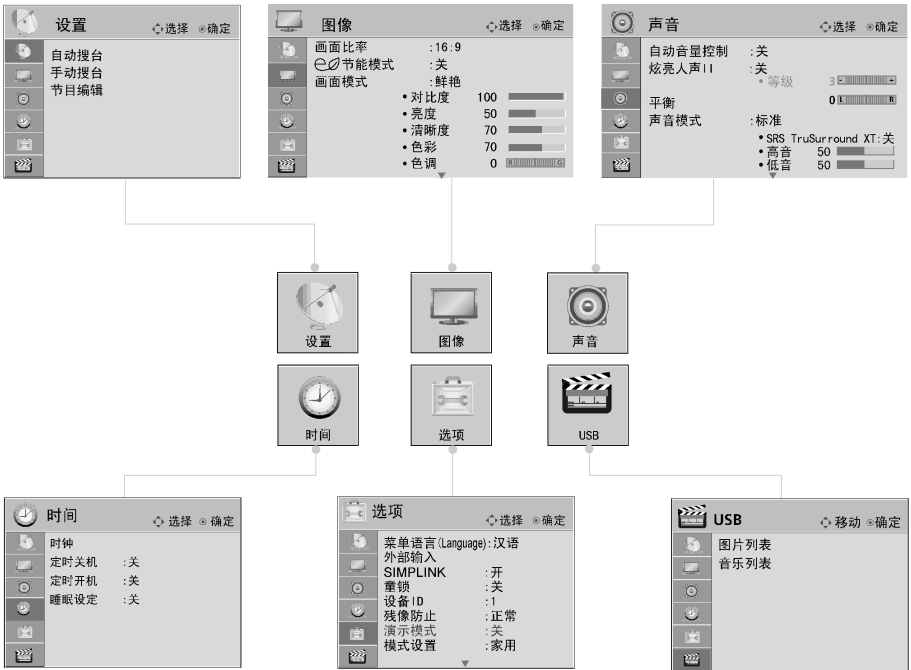 设置 选择 确定
自动搜台
手动搜台
节目编辑
图像 选择 确定
画面比率 :16:9
节能模式 :关
画面模式 :鲜艳
• 对比度 100
• 亮度 50
• 清晰度 70
• 色彩 70
• 色调 0 R G
声音 选择 确定
自动音量控制 :关
炫亮人声II :关
• 等级 3 - +
平衡 0 L R
声音模式 :标准
• SRS TruSurround XT:关
• 高音 50
• 低音 50
设置
图像
声音
时间
选项
USB
时间 选择 确定
时钟
定时关机 :关
定时开机 :关
睡眠设定 :关
选项 选择 确定
菜单语言(Language):汉语
外部输入
SIMPLINK :开
童锁 :关
设备ID :1
残像防止 :正常
演示模式 :关
模式设置 :家用
USB 移动 确定
图片列表
音乐列表